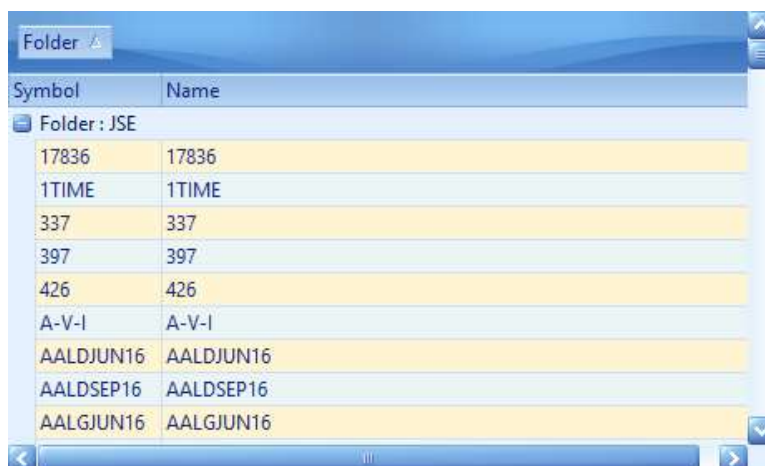 Folder
Symbol Name
Folder : JSE
17836 17836
1TIME 1TIME
337 337
397 397
426 426
A-V-I A-V-I
AALDJUN16 AALDJUN16
AALDSEP16 AALDSEP16
AALGJUN16 AALGJUN16